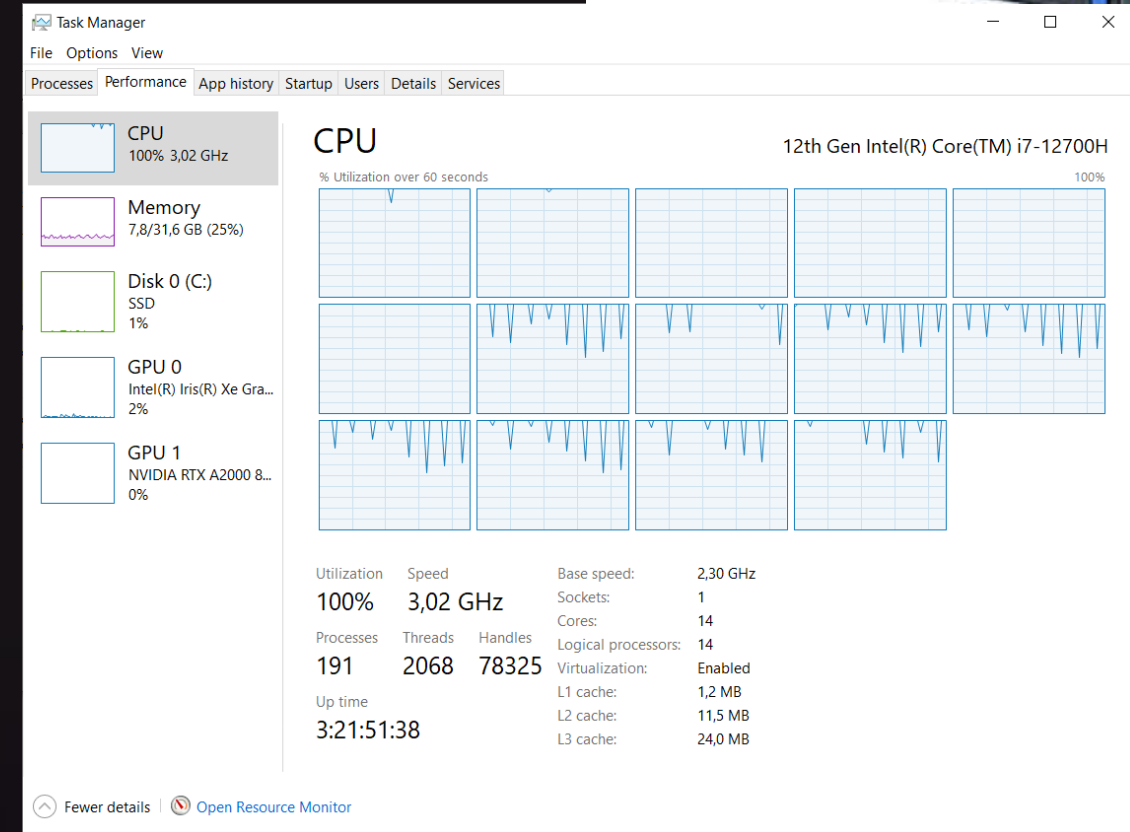 Task Manager
File Options View
Processes Performance App history Startup Users Details Services
CPU
100% 3,02 GHz
Memory
7,8/31,6 GB (25%)
Disk 0 (C:)
SSD
1%
GPU 0
Intel(R) Iris(R) Xe Gra...
2%
GPU 1
NVIDIA RTX A2000 8...
0%
CPU
12th Gen Intel(R) Core(TM) i7-12700H
% Utilization over 60 seconds
100%
Utilization Speed
100% 3,02 GHz
Processes Threads Handles
191 2068 78325
Up time
3:21:51:38
Base speed: 2,30 GHz
Sockets: 1
Cores: 14
Logical processors: 14
Virtualization: Enabled
L1 cache: 1,2 MB
L2 cache: 11,5 MB
L3 cache: 24,0 MB
Fewer details Open Resource Monitor